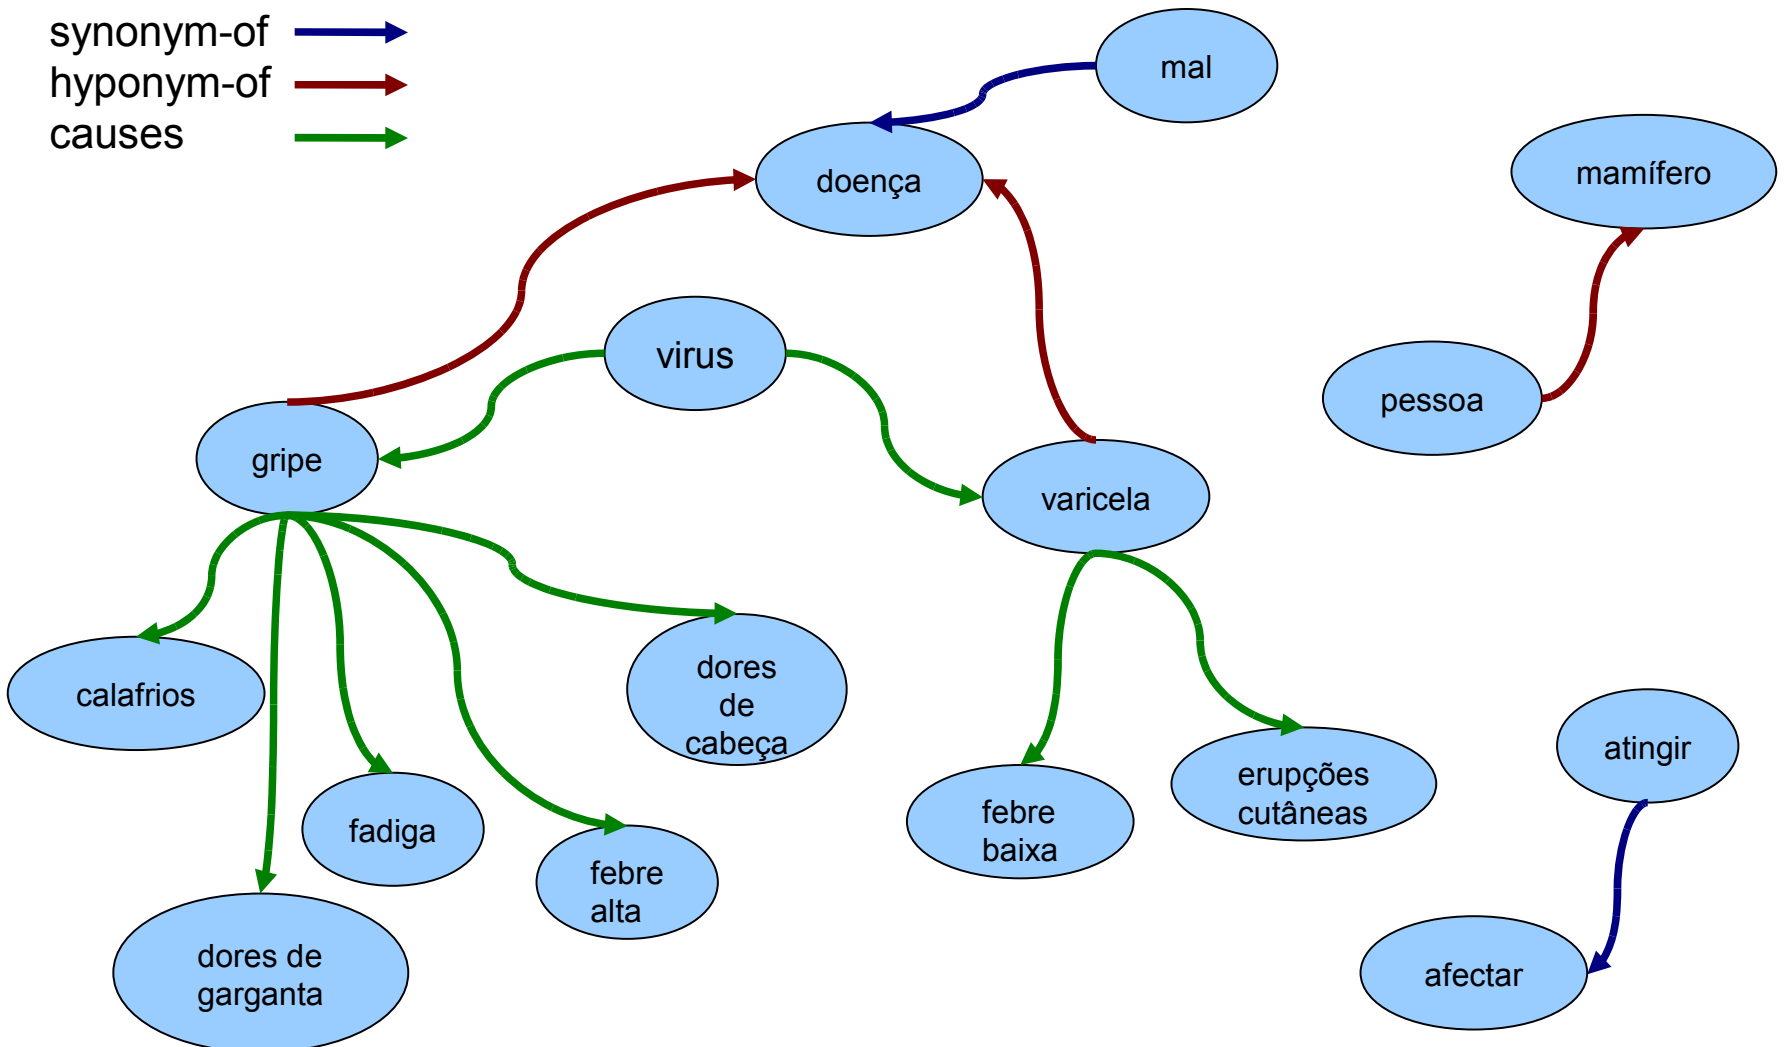 synonym-of
hyponym-of
causes
mal
doença
mamífero
virus
pessoa
gripe
varicela
calafrios
dores
de
cabeça
atingir
erupções
cutâneas
febre
baixa
fadiga
febre
alta
dores de
garganta
afectar